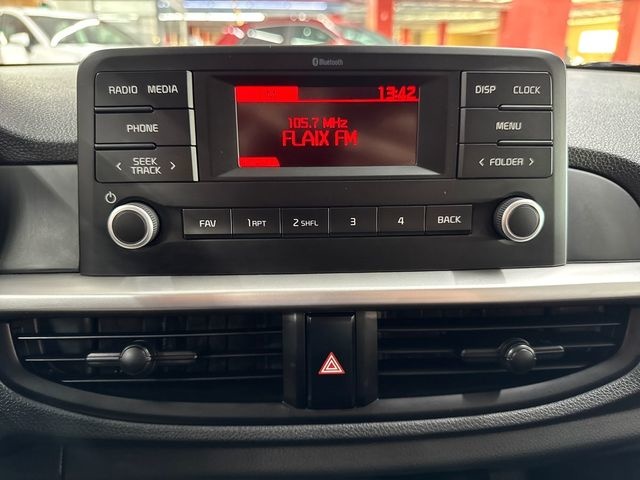 Bluetooth
RADIO MEDIA
13:42
DISP CLOCK
105.7 MHz
FLAIX FM
PHONE
MENU
< SEEK TRACK >
< FOLDER >
FAV
1 RPT
2 SHFL
3
4
BACK